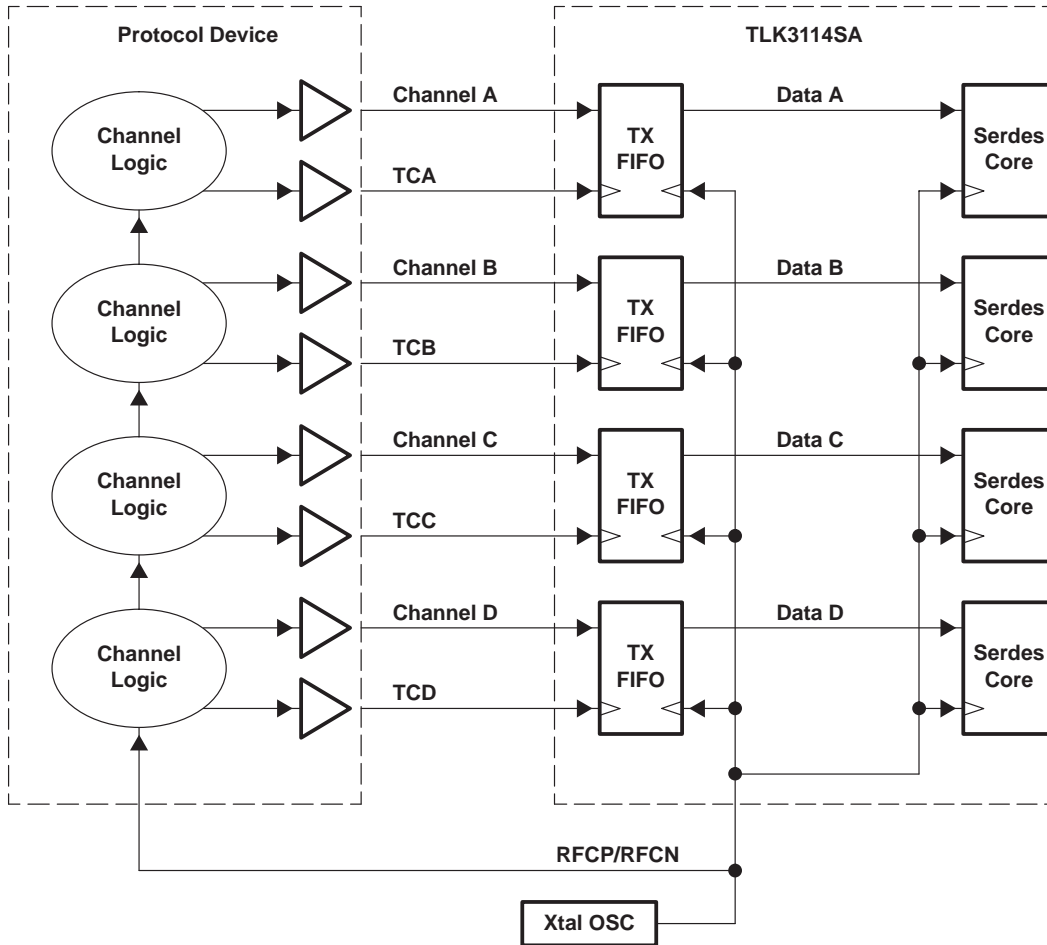 Protocol Device
TLK3114SA
Channel A
Data A
Channel
Logic
TX
FIFO
Serdes
Core
TCA
Channel B
Data B
Channel
Logic
TX
FIFO
Serdes
Core
TCB
Channel C
Data C
Channel
Logic
TX
FIFO
Serdes
Core
TCC
Channel D
Data D
Channel
Logic
TX
FIFO
Serdes
Core
TCD
RFCP/RFCN
Xtal OSC